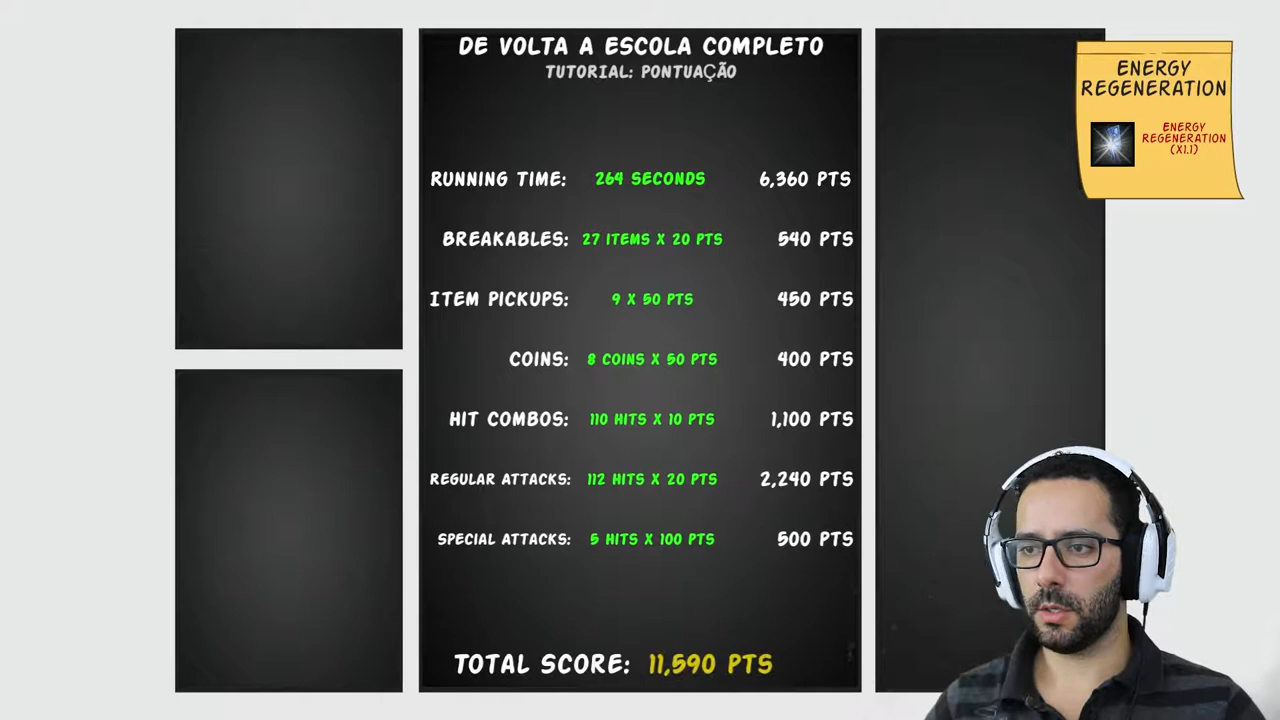 DE VOLTA A ESCOLA COMPLETO
TUTORIAL: PONTUAÇÃO
RUNNING TIME: 264 SECONDS 6,360 PTS
BREAKABLES: 27 ITEMS X 20 PTS 540 PTS
ITEM PICKUPS: 9 X 50 PTS 450 PTS
COINS: 8 COINS X 50 PTS 400 PTS
HIT COMBOS: 110 HITS X 10 PTS 1,100 PTS
REGULAR ATTACKS: 112 HITS X 20 PTS 2,240 PTS
SPECIAL ATTACKS: 5 HITS X 100 PTS 500 PTS
TOTAL SCORE: 11,590 PTS
ENERGY
REGENERATION
ENERGY
REGENERATION
(X1.1)